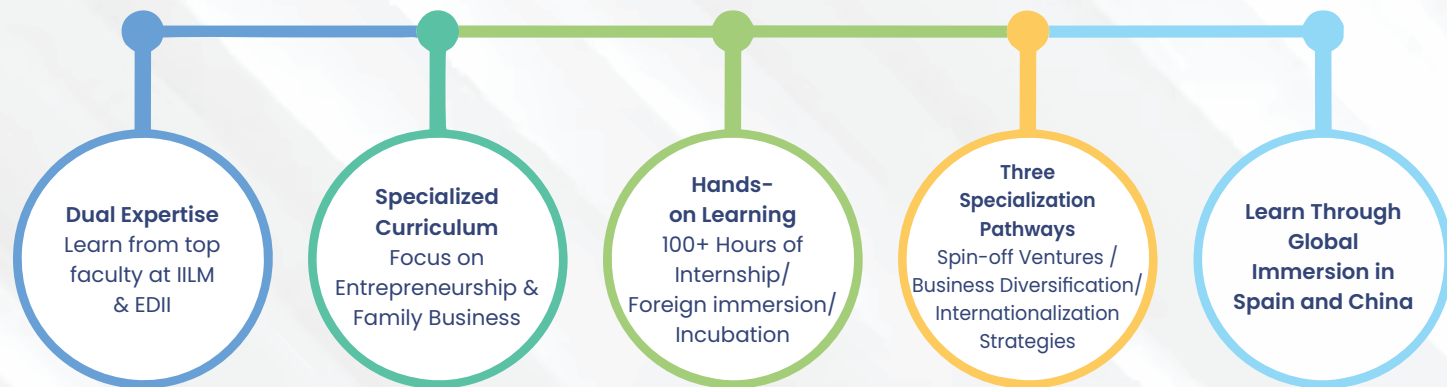 Dual Expertise
Learn from top
faculty at IILM
& EDII
Specialized
Curriculum
Focus on
Entrepreneurship &
Family Business
Hands-
on Learning
100+ Hours of
Internship/
Foreign immersion/
Incubation
Three
Specialization
Pathways
Spin-off Ventures /
Business Diversification/
Internationalization
Strategies
Learn Through
Global
Immersion in
Spain and China